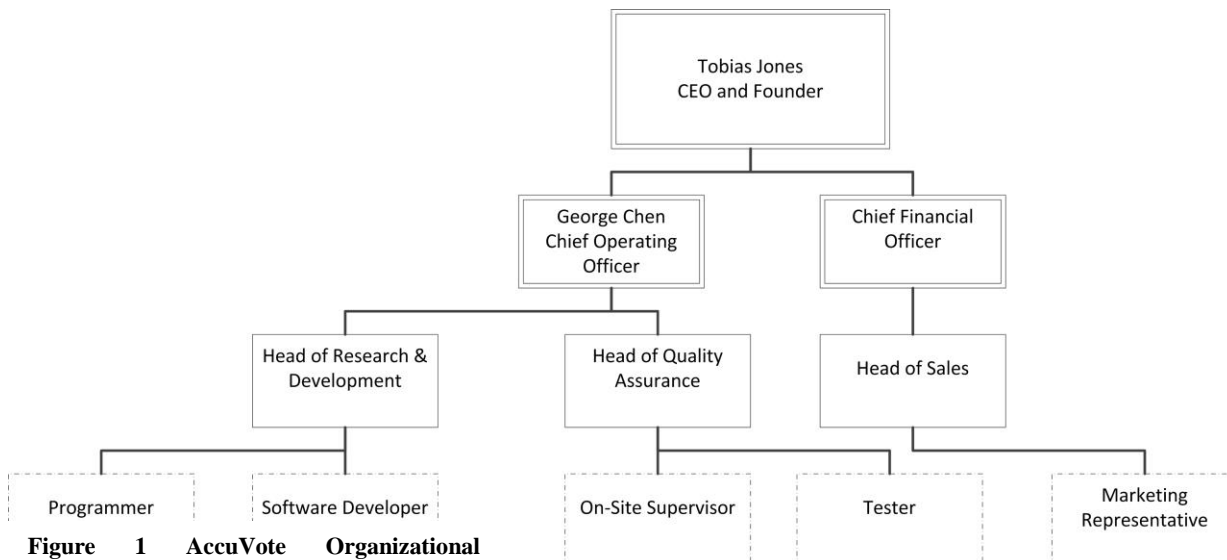 Tobias Jones
CEO and Founder
George Chen
Chief Operating
Officer
Chief Financial
Officer
Head of Research &
Development
Head of Quality
Assurance
Head of Sales
Programmer
Software Developer
On-Site Supervisor
Tester
Marketing
Representative
Figure 1 AccuVote Organizational